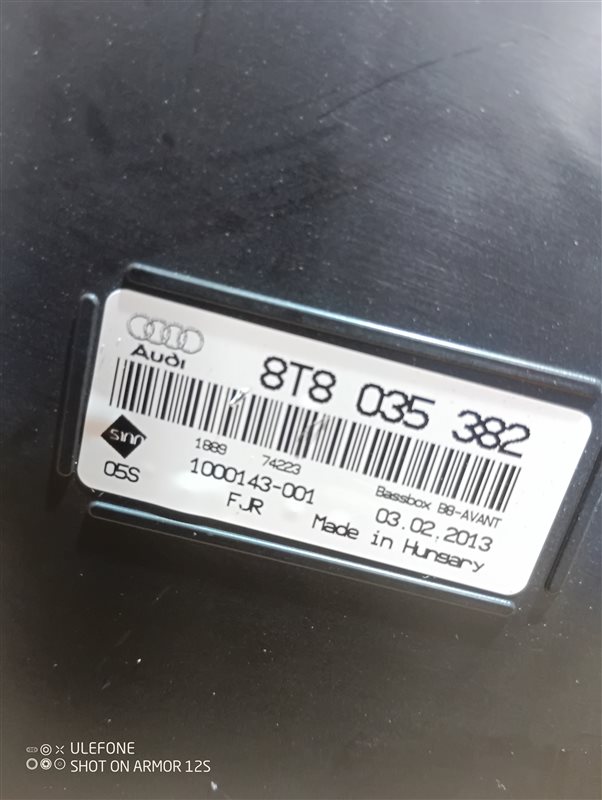 Audi
8T8 035 382
sinn
05S
1889 74223
1000143-001
Bassbox B8-AVANT
FJR
03.02.2013
Made in Hungary
ULEFONE
SHOT ON ARMOR 12S